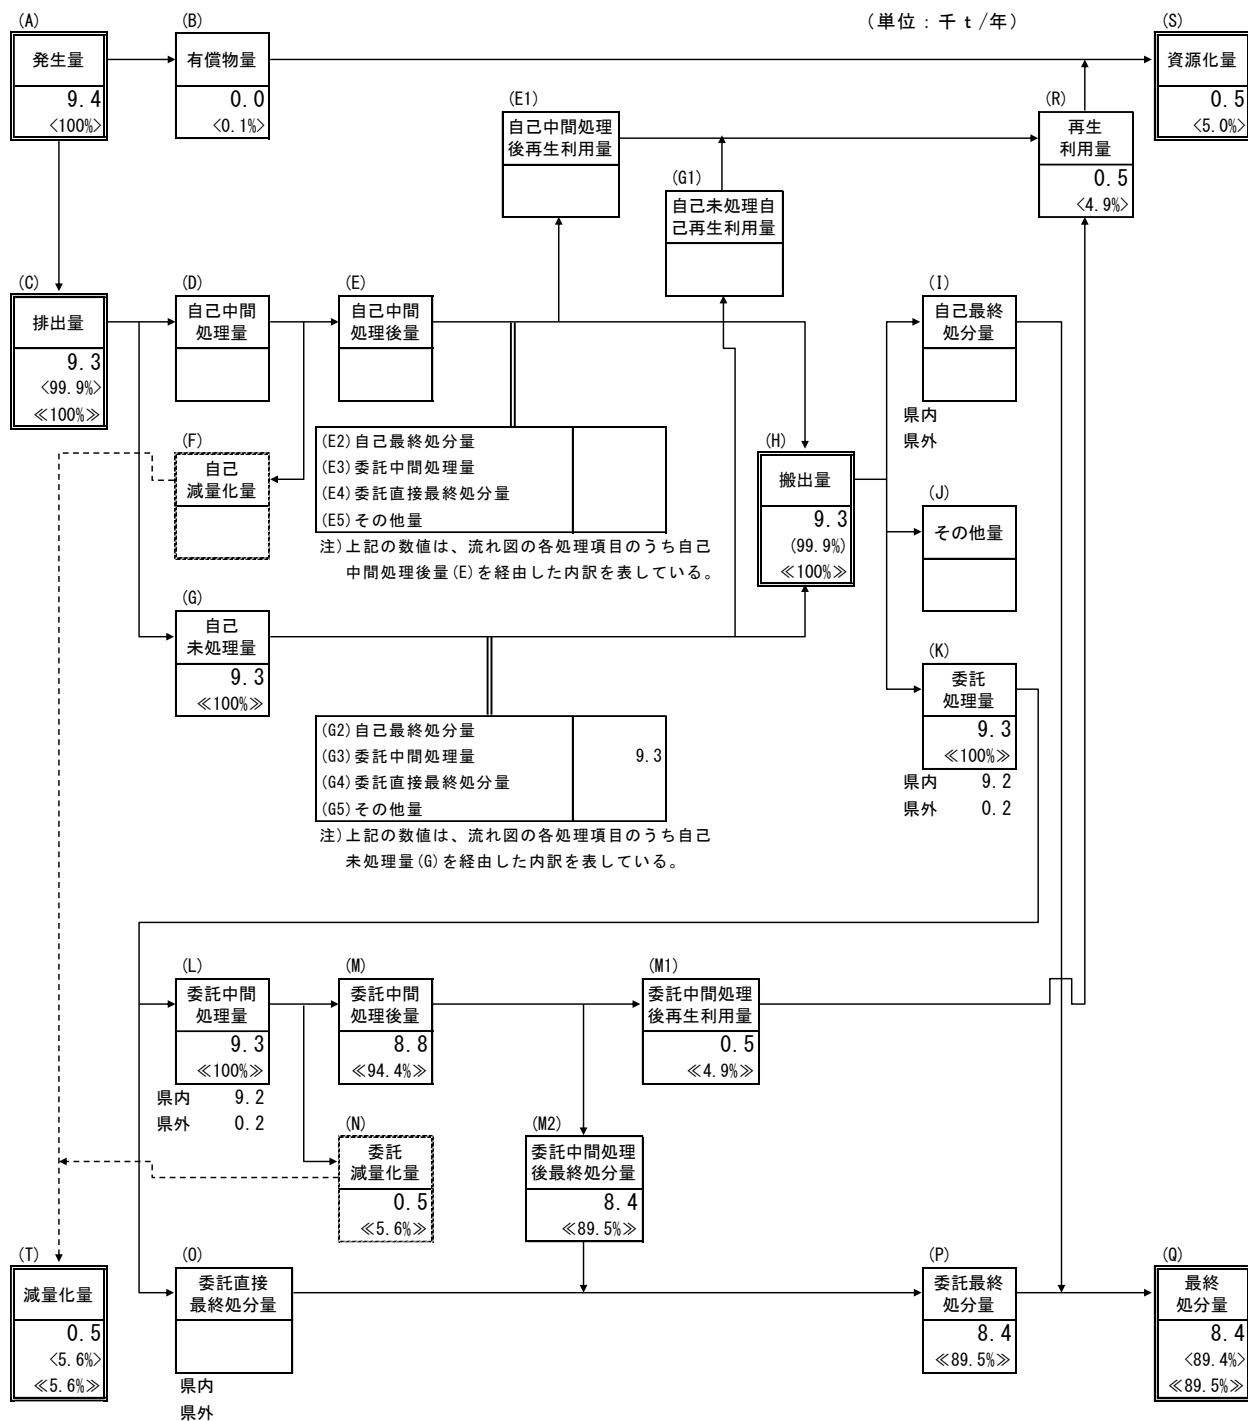 (単位：千ｔ/年)
(A)
発生量
9.4
<100%>
(B)
有償物量
0.0
<0.1%>
(S)
資源化量
0.5
<5.0%>
(E1)
自己中間処理
後再生利用量
(R)
再生
利用量
0.5
<4.9%>
(G1)
自己未処理自
己再生利用量
(C)
排出量
9.3
<99.9%>
≪100%≫
(D)
自己中間
処理量
(E)
自己中間
処理後量
(I)
自己最終
処分量
県内
県外
(F)
自己
減量化量
(E2)自己最終処分量
(E3)委託中間処理量
(E4)委託直接最終処分量
(E5)その他量
注)上記の数値は、流れ図の各処理項目のうち自己
中間処理後量(E)を経由した内訳を表している。
(H)
搬出量
9.3
(99.9%)
≪100%≫
(J)
その他量
(G)
自己
未処理量
9.3
≪100%≫
(G2)自己最終処分量
(G3)委託中間処理量 9.3
(G4)委託直接最終処分量
(G5)その他量
注)上記の数値は、流れ図の各処理項目のうち自己
未処理量(G)を経由した内訳を表している。
(K)
委託
処理量
9.3
≪100%≫
県内 9.2
県外 0.2
(L)
委託中間
処理量
9.3
≪100%≫
県内 9.2
県外 0.2
(M)
委託中間
処理後量
8.8
≪94.4%≫
(M1)
委託中間処理
後再生利用量
0.5
≪4.9%≫
(N)
委託
減量化量
0.5
≪5.6%≫
(M2)
委託中間処理
後最終処分量
8.4
≪89.5%≫
(T)
減量化量
0.5
<5.6%>
≪5.6%≫
(O)
委託直接
最終処分量
県内
県外
(P)
委託最終
処分量
8.4
≪89.5%≫
(Q)
最終
処分量
8.4
<89.4%>
≪89.5%≫